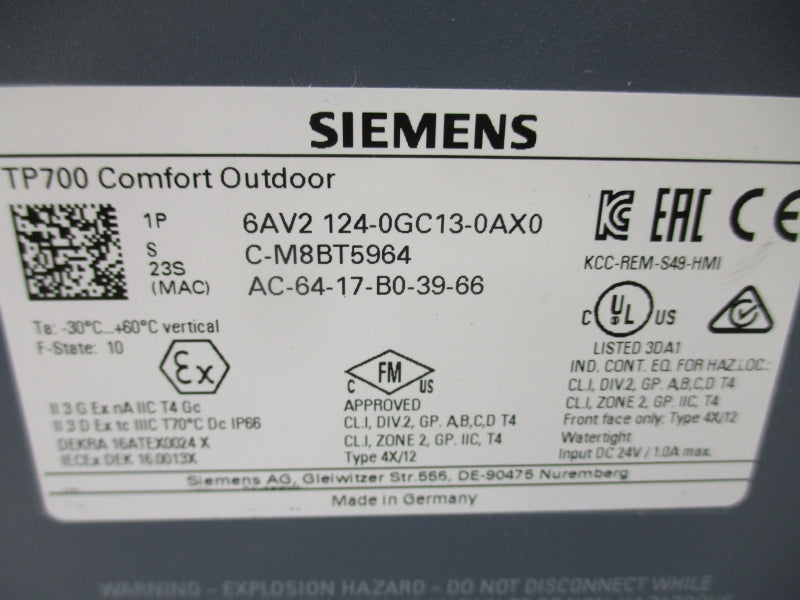 SIEMENS
TP700 Comfort Outdoor
1P 6AV2 124-0GC13-0AX0
S C-M8BT5964
23S
(MAC) AC-64-17-B0-39-66
EAC CE
KCC-REM-S49-HMI
Ta: -30°C...+60°C vertical
F-State: 10
Ex
C FM US
C UL US
LISTED 3DA1
IND. CONT. EQ. FOR HAZ.LOC.:
CL.I, DIV.2, GP. A,B,C,D T4
CL.I, ZONE 2, GP. IIC, T4
Front face only: Type 4X/12
Watertight
Input DC 24V / 1.0A max.
APPROVED
CL.I, DIV.2, GP. A,B,C,D T4
CL.I, ZONE 2, GP. IIC, T4
Type 4X/12
II 3 G Ex nA IIC T4 Gc
II 3 D Ex tc IIIC T70°C Dc IP66
DEKRA 16ATEX0024 X
IECEx DEK 16.0013X
Siemens AG, Gleiwitzer Str.555, DE-90475 Nuremberg
Made in Germany
WARNING - EXPLOSION HAZARD - DO NOT DISCONNECT WHILE